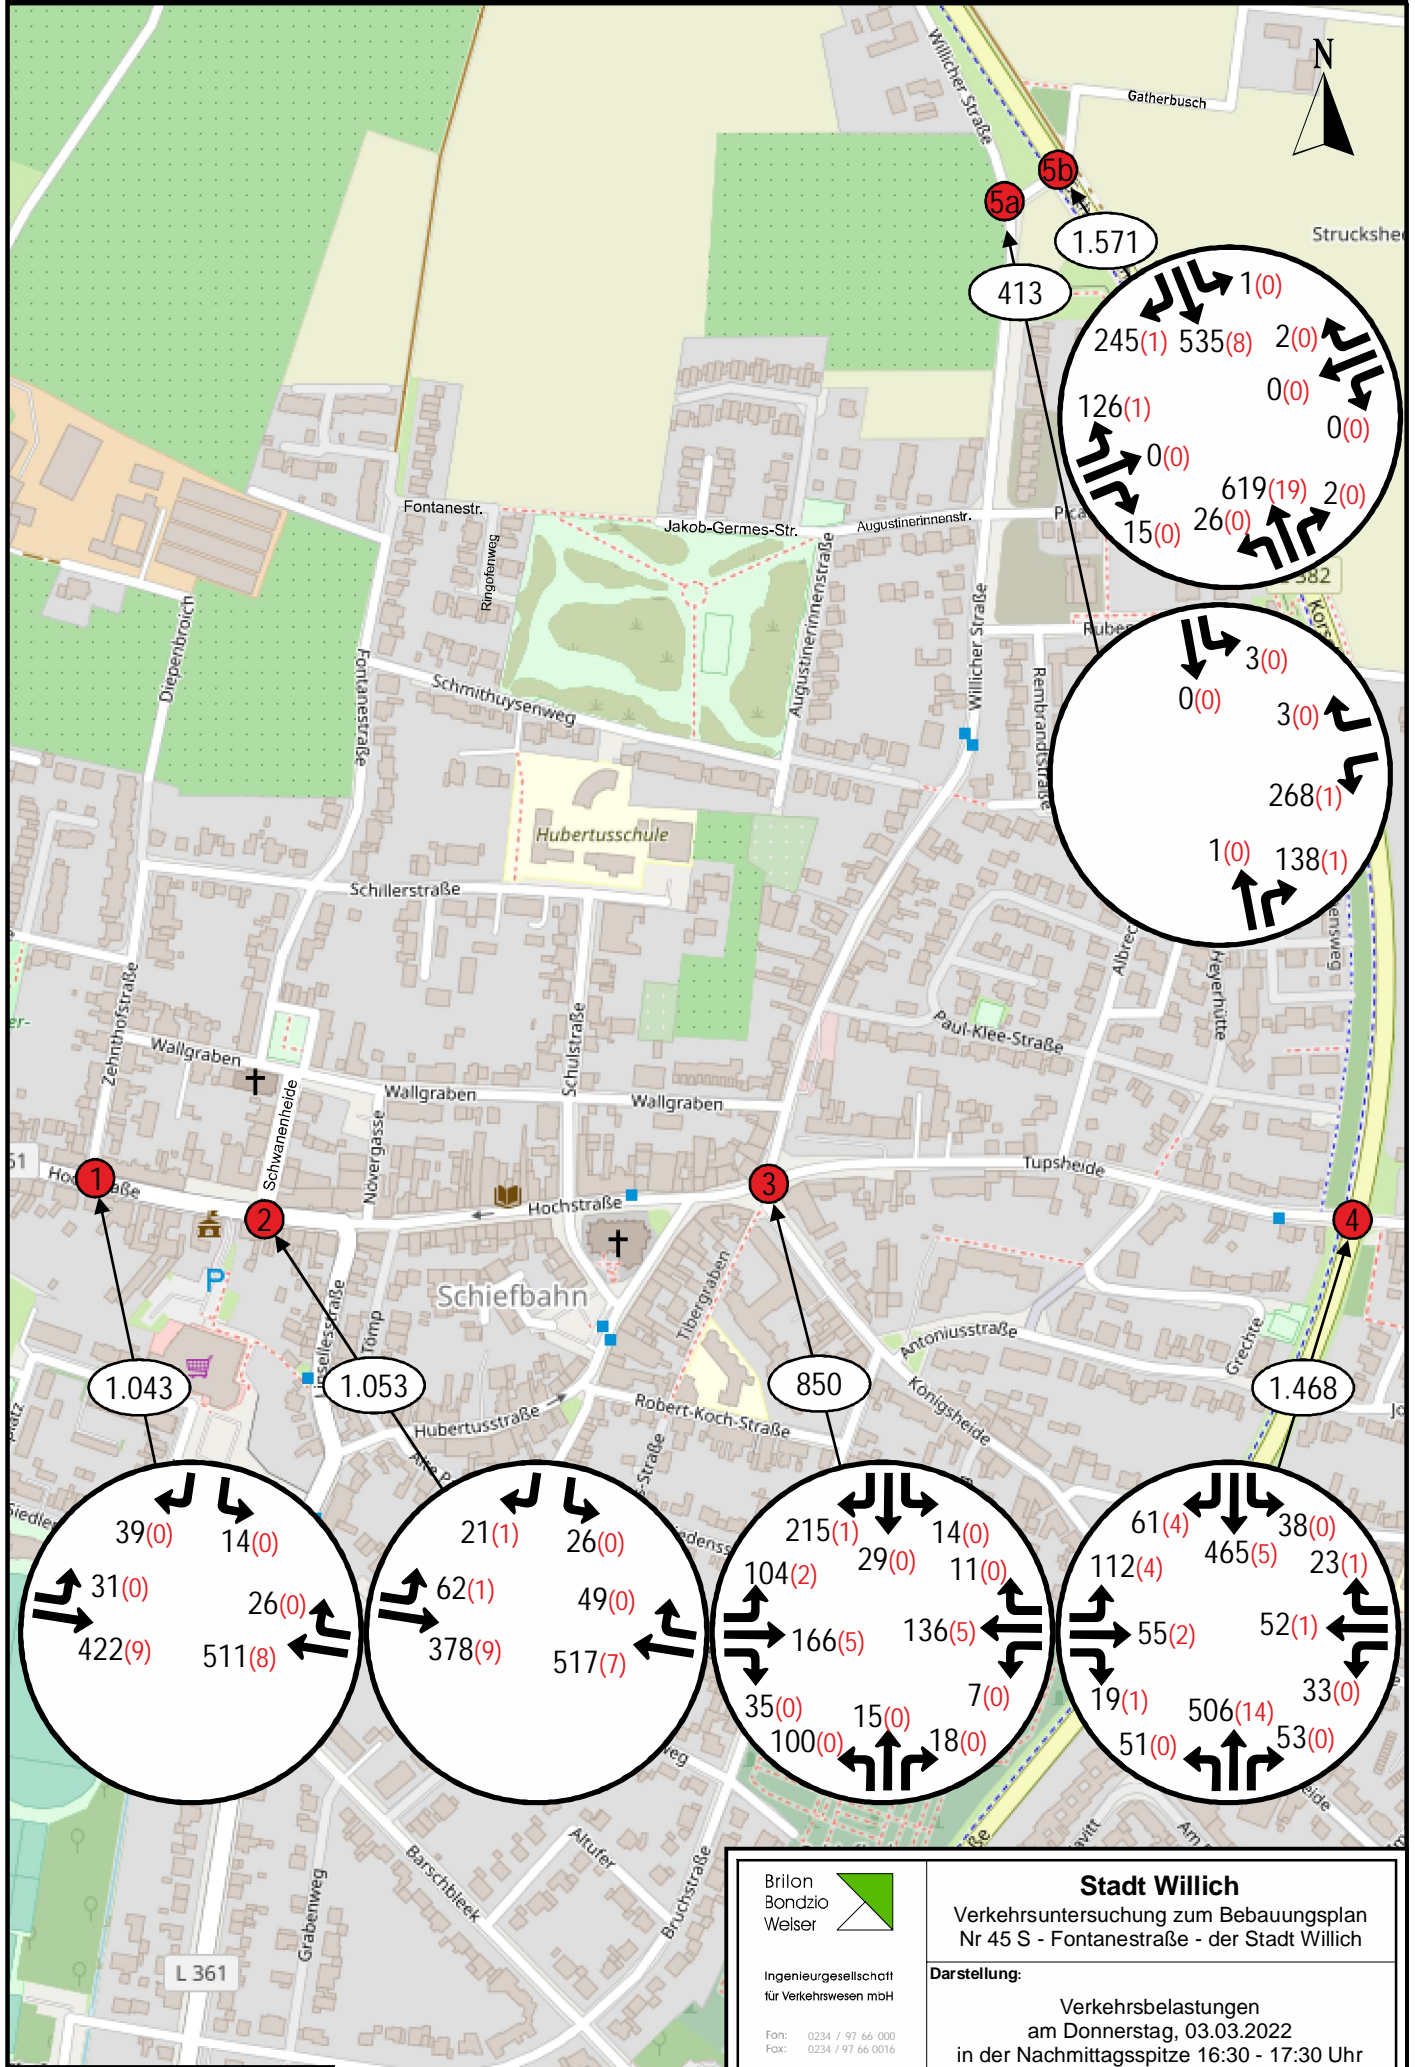 N
Willicher Straße
Gatherbusch
5b
5a
1.571
413
1(0)
245(1) 535(8) 2(0)
0(0)
126(1)
0(0)
0(0)
619(19) 2(0)
26(0)
15(0)
382
Fontanestr.
Ringofenweg
Jakob-Germes-Str.
Augustinerinnenstr.
Augustinerinnenstraße
Diepenbroich
Fontanestraße
Schmithuysenweg
Willicher Straße
Rembrandtstraße
3(0)
0(0)
3(0)
268(1)
1(0)
138(1)
Hubertusschule
Schillerstraße
Zehnthofstraße
Schulstraße
Heyerhütte
Paul-Klee-Straße
Wallgraben
Wallgraben
Wallgraben
Schwanenheide
Novergasse
Tupsheide
1
2
3
4
Hochstraße
P
Schiefbahn
Tibergraben
Tömp
Antoniusstraße
Grechte
Königsheide
Hubertusstraße
Robert-Koch-Straße
1.043
1.053
850
1.468
39(0)
14(0)
31(0)
26(0)
422(9)
511(8)
21(1)
26(0)
62(1)
49(0)
378(9)
517(7)
215(1)
14(0)
29(0)
104(2)
11(0)
166(5)
136(5)
35(0)
7(0)
15(0)
100(0)
18(0)
61(4)
38(0)
465(5)
112(4)
23(1)
55(2)
52(1)
19(1)
33(0)
506(14)
51(0)
53(0)
Barschbleek
Altufer
Bruchstraße
Grabenweg
L 361
Brilon
Bondzio
Weiser
Ingenieurgesellschaft
für Verkehrswesen mbH
Fon: 0234 / 97 66 000
Fax: 0234 / 97 66 0016
Stadt Willich
Verkehrsuntersuchung zum Bebauungsplan
Nr 45 S - Fontanestraße - der Stadt Willich
Darstellung:
Verkehrsbelastungen
am Donnerstag, 03.03.2022
in der Nachmittagsspitze 16:30 - 17:30 Uhr